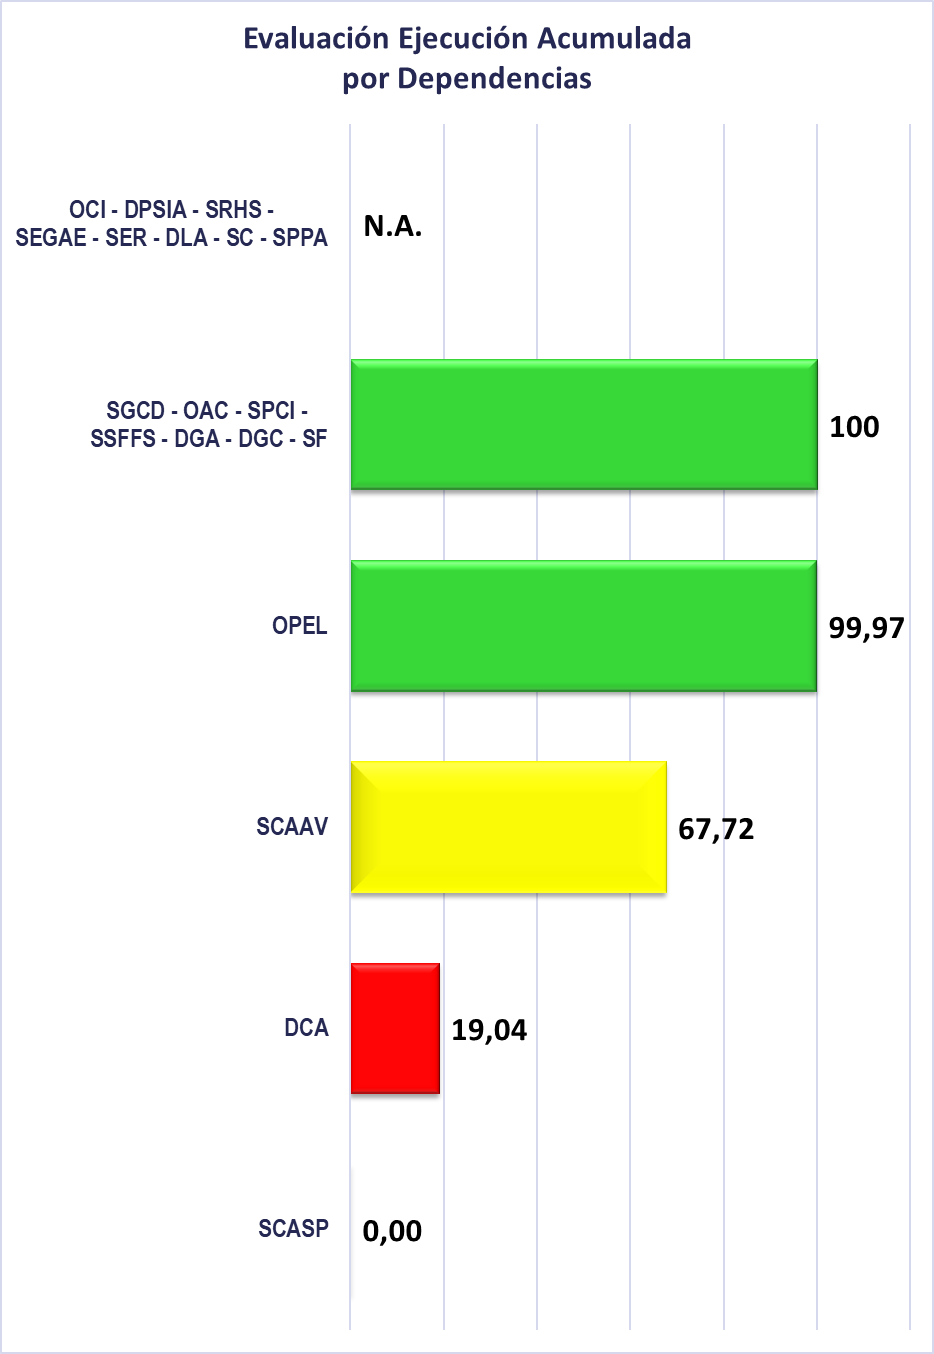 Evaluación Ejecución Acumulada
por Dependencias
OCI - DPSIA - SRHS -
SEGAE - SER - DLA - SC - SPPA
N.A.
SGCD - OAC - SPCI -
SSFFS - DGA - DGC - SF
100
OPEL
99,97
SCAAV
67,72
DCA
19,04
SCASP
0,00